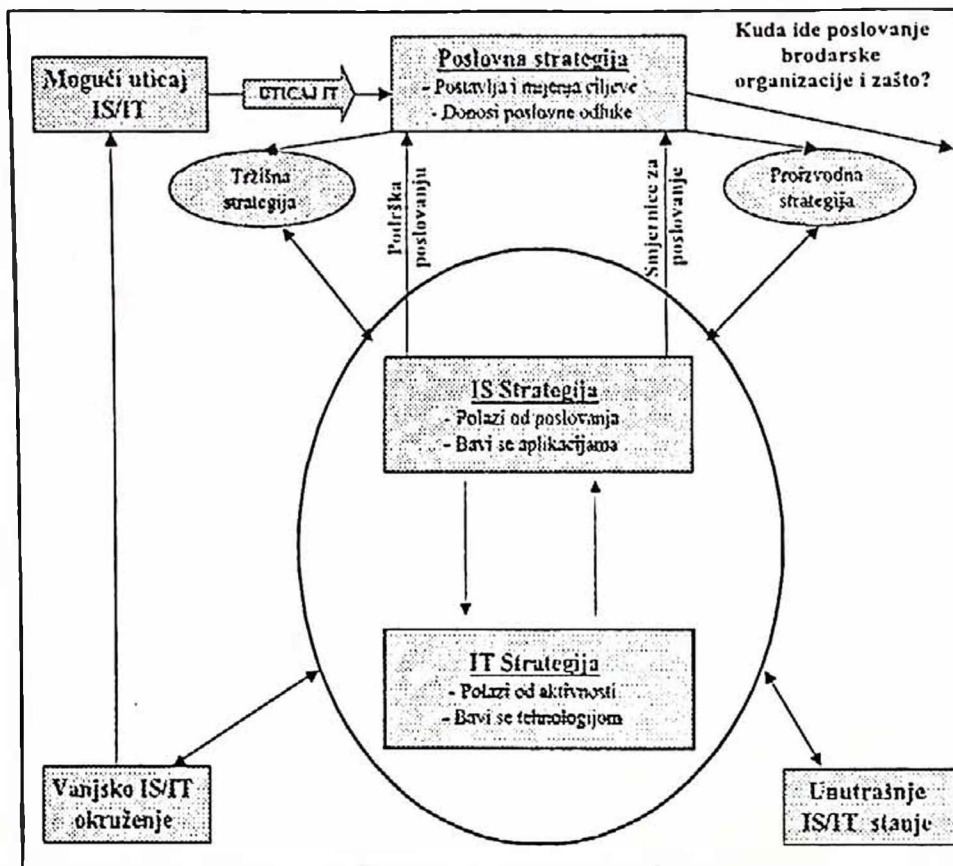 Kuda ide poslovanje
brodarske
organizacije i zašto?
Mogući uticaj
IS/IT
UTICAJ IT
Poslovna strategija
- Postavlja i mijenja ciljeve
- Donosi poslovne odluke
Tržišna
strategija
Podrška
poslovanju
Smjernice za
poslovanje
Proizvodna
strategija
IS Strategija
- Polazi od poslovanja
- Bavi se aplikacijama
IT Strategija
- Polazi od aktivnosti
- Bavi se tehnologijom
Vanjsko IS/IT
okruženje
Unutrašnje
IS/IT stanje